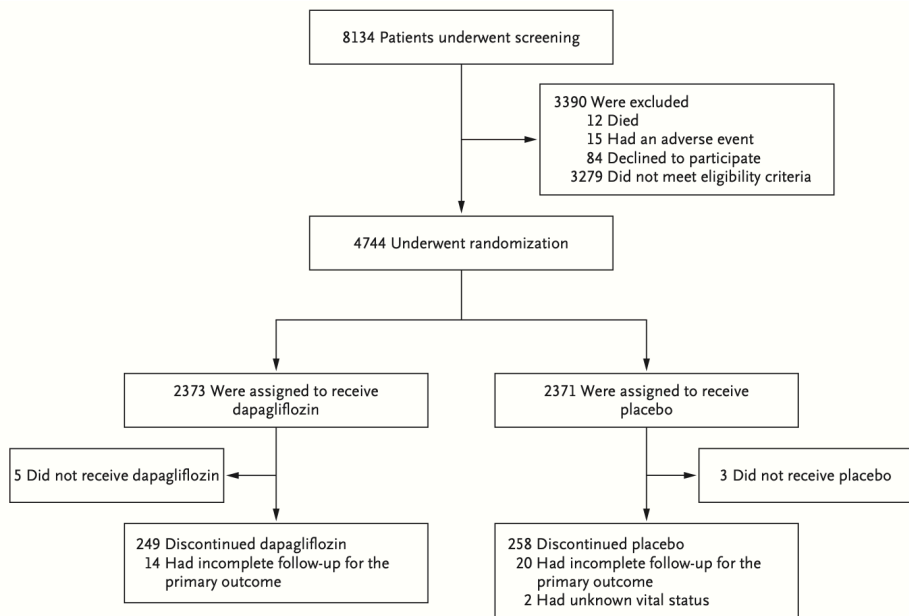 8134 Patients underwent screening
3390 Were excluded
12 Died
15 Had an adverse event
84 Declined to participate
3279 Did not meet eligibility criteria
4744 Underwent randomization
2373 Were assigned to receive
dapagliflozin
2371 Were assigned to receive
placebo
5 Did not receive dapagliflozin
3 Did not receive placebo
249 Discontinued dapagliflozin
14 Had incomplete follow-up for the
primary outcome
258 Discontinued placebo
20 Had incomplete follow-up for the
primary outcome
2 Had unknown vital status